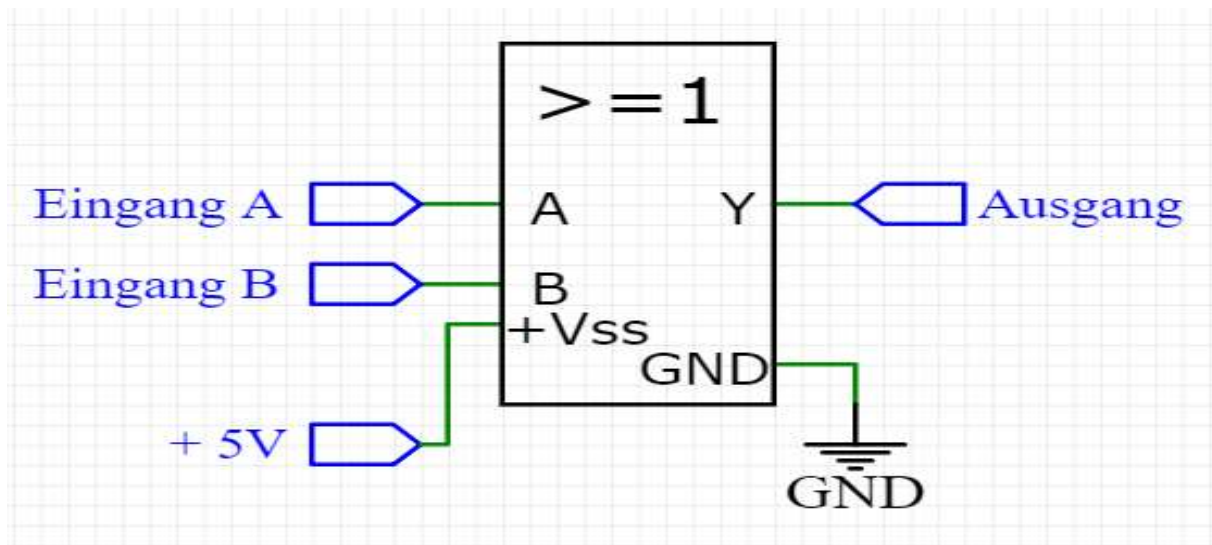 >=1
Eingang A
A
Y
Ausgang
Eingang B
B
+Vss
GND
+ 5V
GND